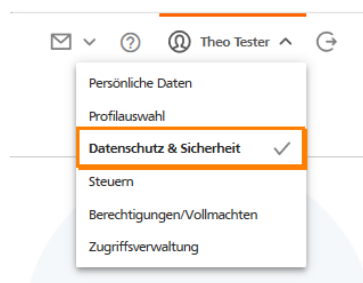 Theo Tester
Persönliche Daten
Profilauswahl
Datenschutz & Sicherheit
Steuern
Berechtigungen/Vollmachten
Zugriffsverwaltung